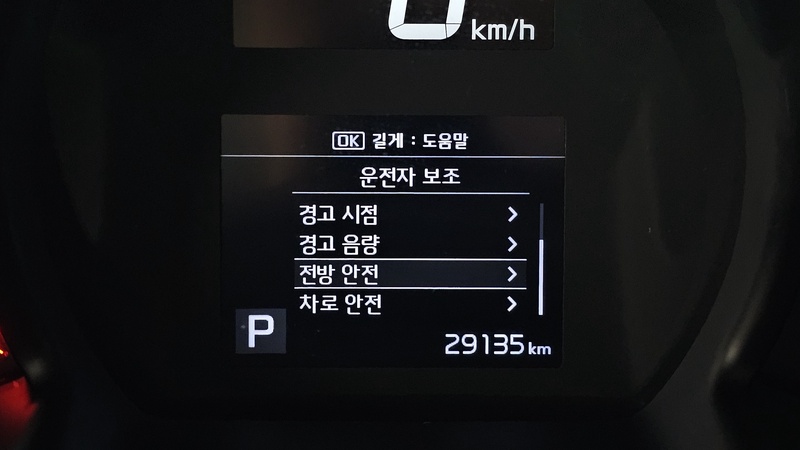 0 km/h
OK 길게 : 도움말
운전자 보조
경고 시점
경고 음량
전방 안전
차로 안전
P
29135 km